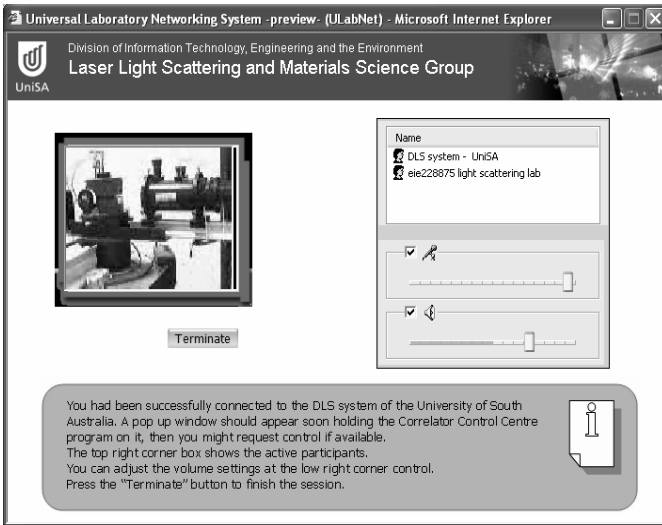 Universal Laboratory Networking System -preview- (ULabNet) - Microsoft Internet Explorer
Division of Information Technology, Engineering and the Environment
Laser Light Scattering and Materials Science Group
UniSA
Name
DLS system - UniSA
eie228875 light scattering lab
Terminate
You had been successfully connected to the DLS system of the University of South
Australia. A pop up window should appear soon holding the Correlator Control Centre
program on it, then you might request control if available.
The top right corner box shows the active participants.
You can adjust the volume settings at the low right corner control.
Press the "Terminate" button to finish the session.